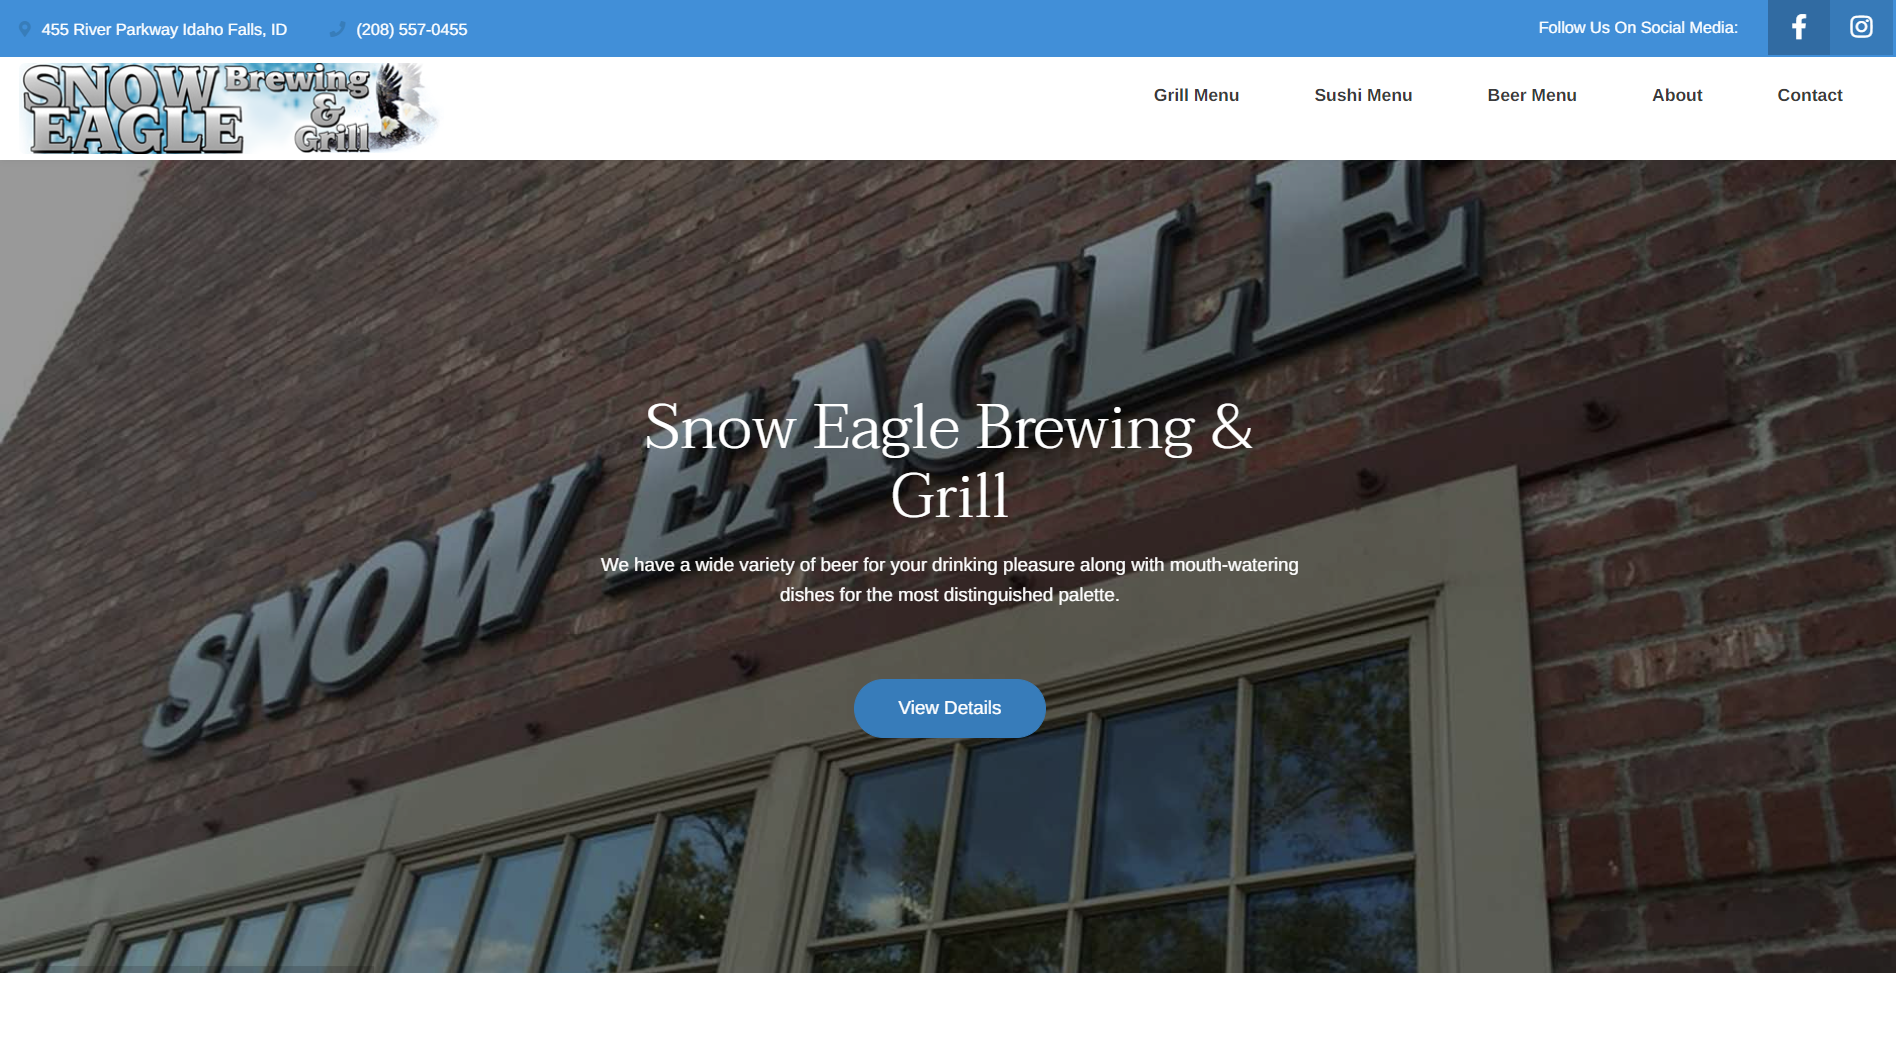 455 River Parkway Idaho Falls, ID
(208) 557-0455
Follow Us On Social Media:
SNOW EAGLE Brewing & Grill
Grill Menu
Sushi Menu
Beer Menu
About
Contact
SNOW EAGLE
Snow Eagle Brewing &
Grill
We have a wide variety of beer for your drinking pleasure along with mouth-watering
dishes for the most distinguished palette.
View Details